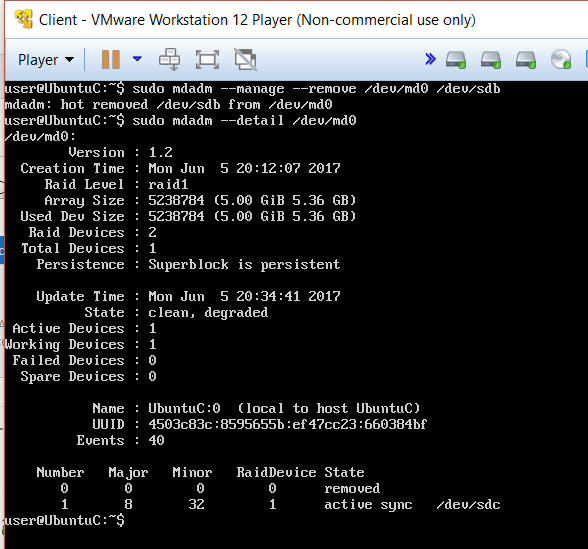 Client - VMware Workstation 12 Player (Non-commercial use only)
Player
user@UbuntuC:~$ sudo mdadm --manage --remove /dev/md0 /dev/sdb
mdadm: hot removed /dev/sdb from /dev/md0
user@UbuntuC:~$ sudo mdadm --detail /dev/md0
/dev/md0:
Version : 1.2
Creation Time : Mon Jun  5 20:12:07 2017
Raid Level : raid1
Array Size : 5238784 (5.00 GiB 5.36 GB)
Used Dev Size : 5238784 (5.00 GiB 5.36 GB)
Raid Devices : 2
Total Devices : 1
Persistence : Superblock is persistent
Update Time : Mon Jun  5 20:34:41 2017
State : clean, degraded
Active Devices : 1
Working Devices : 1
Failed Devices : 0
Spare Devices : 0
Name : UbuntuC:0  (local to host UbuntuC)
UUID : 4503c83c:8595655b:ef47cc23:660384bf
Events : 40
Number   Major   Minor   RaidDevice State
0        0        0        0      removed
1        8       32        1      active sync   /dev/sdc
user@UbuntuC:~$